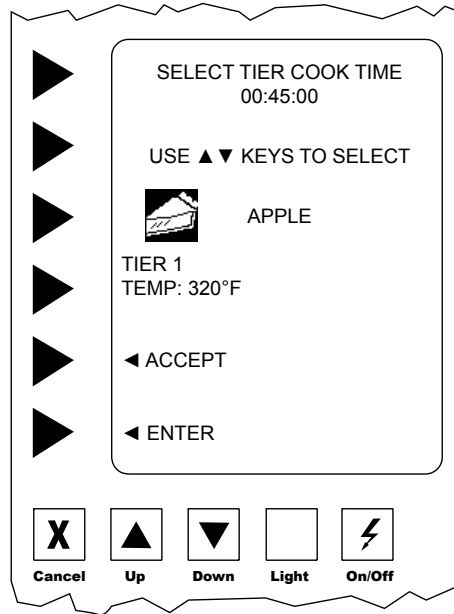 SELECT TIER COOK TIME
00:45:00
USE ▲▼ KEYS TO SELECT
APPLE
TIER 1
TEMP: 320°F
◄ ACCEPT
◄ ENTER
X
Cancel Up Down Light On/Off